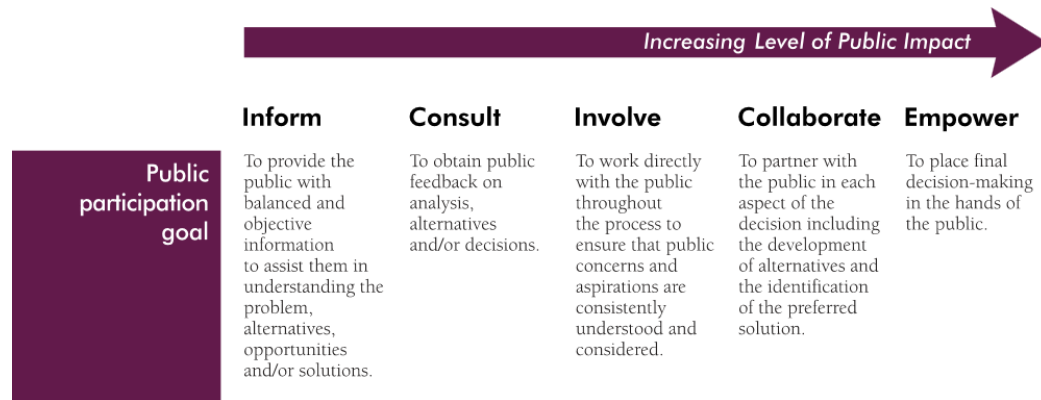 Increasing Level of Public Impact
Inform
Consult
Involve
Collaborate
Empower
Public
participation
goal
To provide the
public with
balanced and
objective
information
to assist them in
understanding the
problem,
alternatives,
opportunities
and/or solutions.
To obtain public
feedback on
analysis,
alternatives
and/or decisions.
To work directly
with the public
throughout
the process to
ensure that public
concerns and
aspirations are
consistently
understood and
considered.
To partner with
the public in each
aspect of the
decision including
the development
of alternatives and
the identification
of the preferred
solution.
To place final
decision-making
in the hands of
the public.